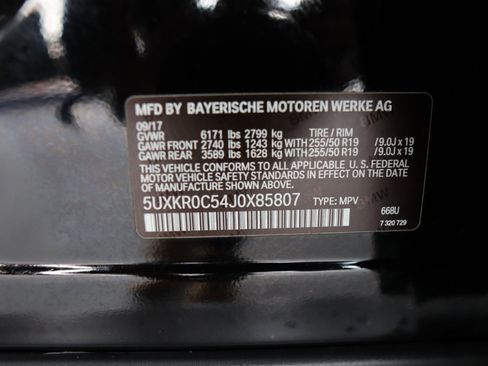 MFD BY BAYERISCHE MOTOREN WERKE AG
09/17
GVWR 6171 lbs 2799 kg TIRE / RIM
GAWR FRONT 2740 lbs 1243 kg WITH 255/50 R19 /9.0J x 19
GAWR REAR 3589 lbs 1628 kg WITH 255/50 R19 /9.0J x 19
THIS VEHICLE CONFORMS TO ALL APPLICABLE U.S. FEDERAL
MOTOR VEHICLE SAFETY STANDARDS IN EFFECT
ON THE DATE OF MANUFACTURE SHOWN ABOVE.
5UXKR0C54J0X85807 TYPE: MPV
668U
7 320 729